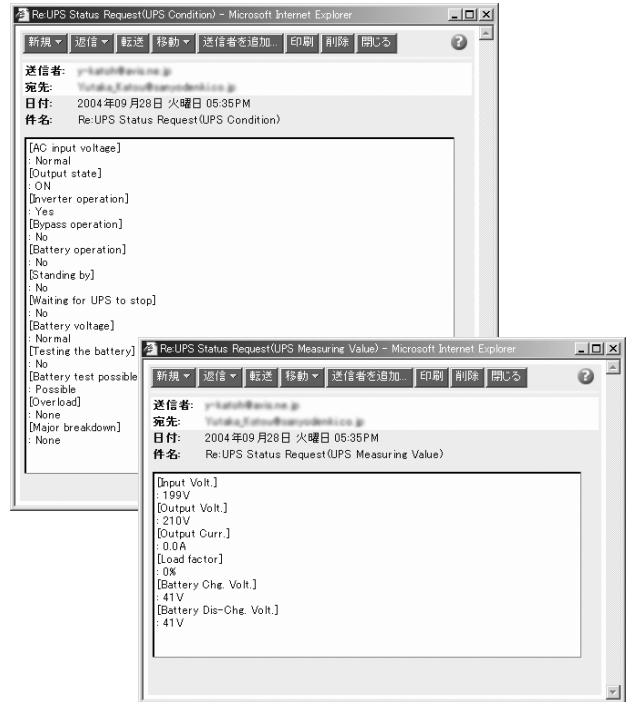 Re:UPS Status Request(UPS Condition) - Microsoft Internet Explorer
新規 返信 転送 移動 送信者を追加... 印刷 削除 閉じる
送信者:
宛先:
日付: 2004年09月28日 火曜日 05:35PM
件名: Re:UPS Status Request(UPS Condition)
[AC input voltage]
: Normal
[Output state]
: ON
[Inverter operation]
: Yes
[Bypass operation]
: No
[Battery operation]
: No
[Standing by]
: No
[Waiting for UPS to stop]
: No
[Battery voltage]
: Normal
[Testing the battery]
: No
[Battery test possible
: Possible
[Overload]
: None
[Major breakdown]
: None
Re:UPS Status Request(UPS Measuring Value) - Microsoft Internet Explorer
新規 返信 転送 移動 送信者を追加... 印刷 削除 閉じる
送信者:
宛先:
日付: 2004年09月28日 火曜日 05:35PM
件名: Re:UPS Status Request(UPS Measuring Value)
[Input Volt.]
: 199V
[Output Volt.]
: 210V
[Output Curr.]
: 0.0A
[Load factor]
: 0%
[Battery Chg. Volt.]
: 41V
[Battery Dis-Chg. Volt.]
: 41V